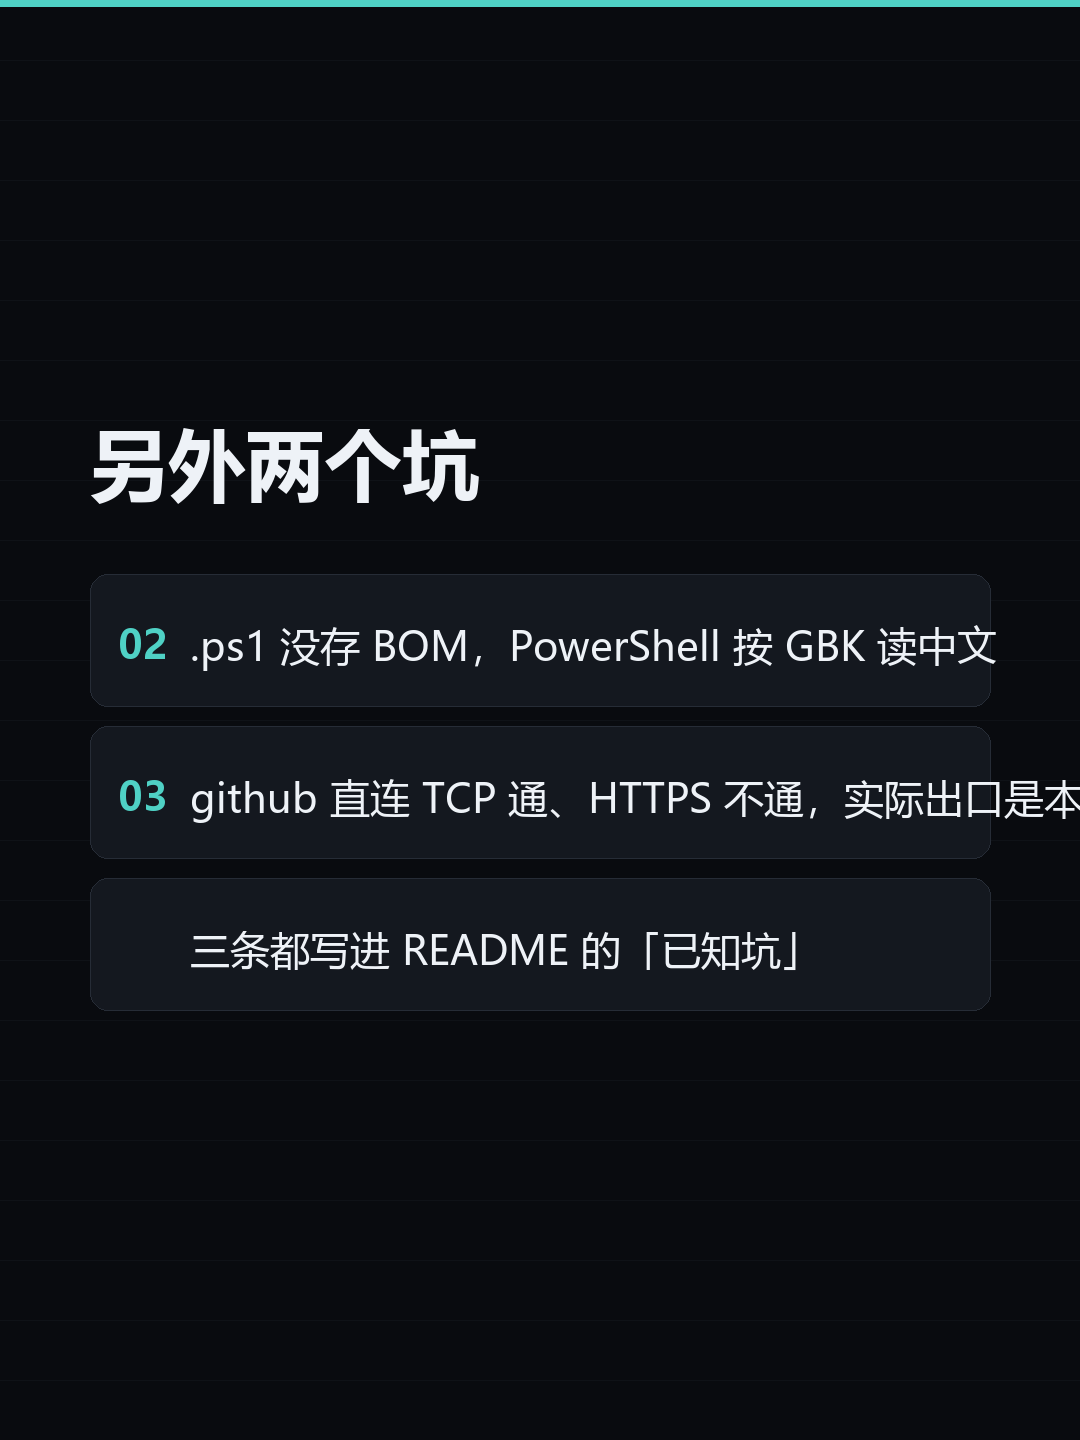 另外两个坑
02 .ps1 没存 BOM，PowerShell 按 GBK 读中文
03 github 直连 TCP 通、HTTPS 不通，实际出口是本
三条都写进 README 的「已知坑」